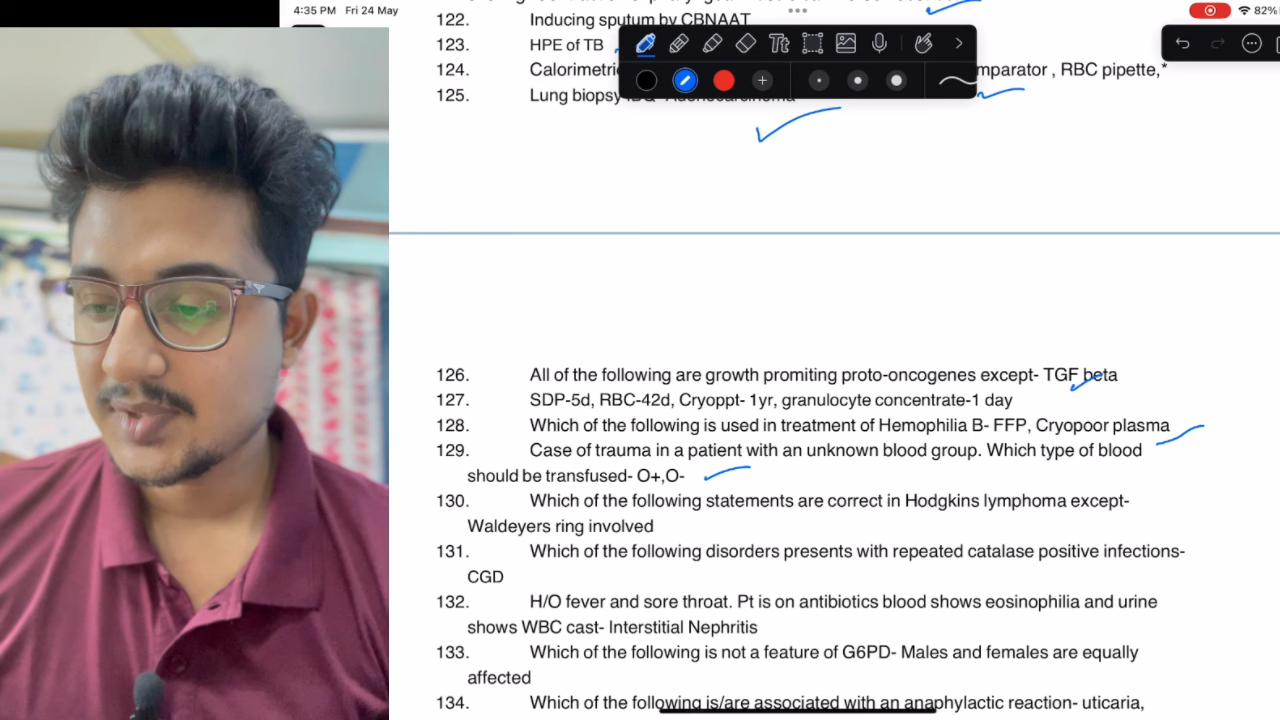 4:35 PM Fri 24 May
82%
122. Inducing sputum by CBNAAT
123. HPE of TB
Tt
124. mparator , RBC pipette,*
125. Lung biopsy
126. All of the following are growth promiting proto-oncogenes except- TGF beta
127. SDP-5d, RBC-42d, Cryoppt- 1yr, granulocyte concentrate-1 day
128. Which of the following is used in treatment of Hemophilia B- FFP, Cryopoor plasma
129. Case of trauma in a patient with an unknown blood group. Which type of blood
should be transfused- O+,O-
130. Which of the following statements are correct in Hodgkins lymphoma except-
Waldeyers ring involved
131. Which of the following disorders presents with repeated catalase positive infections-
CGD
132. H/O fever and sore throat. Pt is on antibiotics blood shows eosinophilia and urine
shows WBC cast- Interstitial Nephritis
133. Which of the following is not a feature of G6PD- Males and females are equally
affected
134. Which of the following is/are associated with an anaphylactic reaction- uticaria,